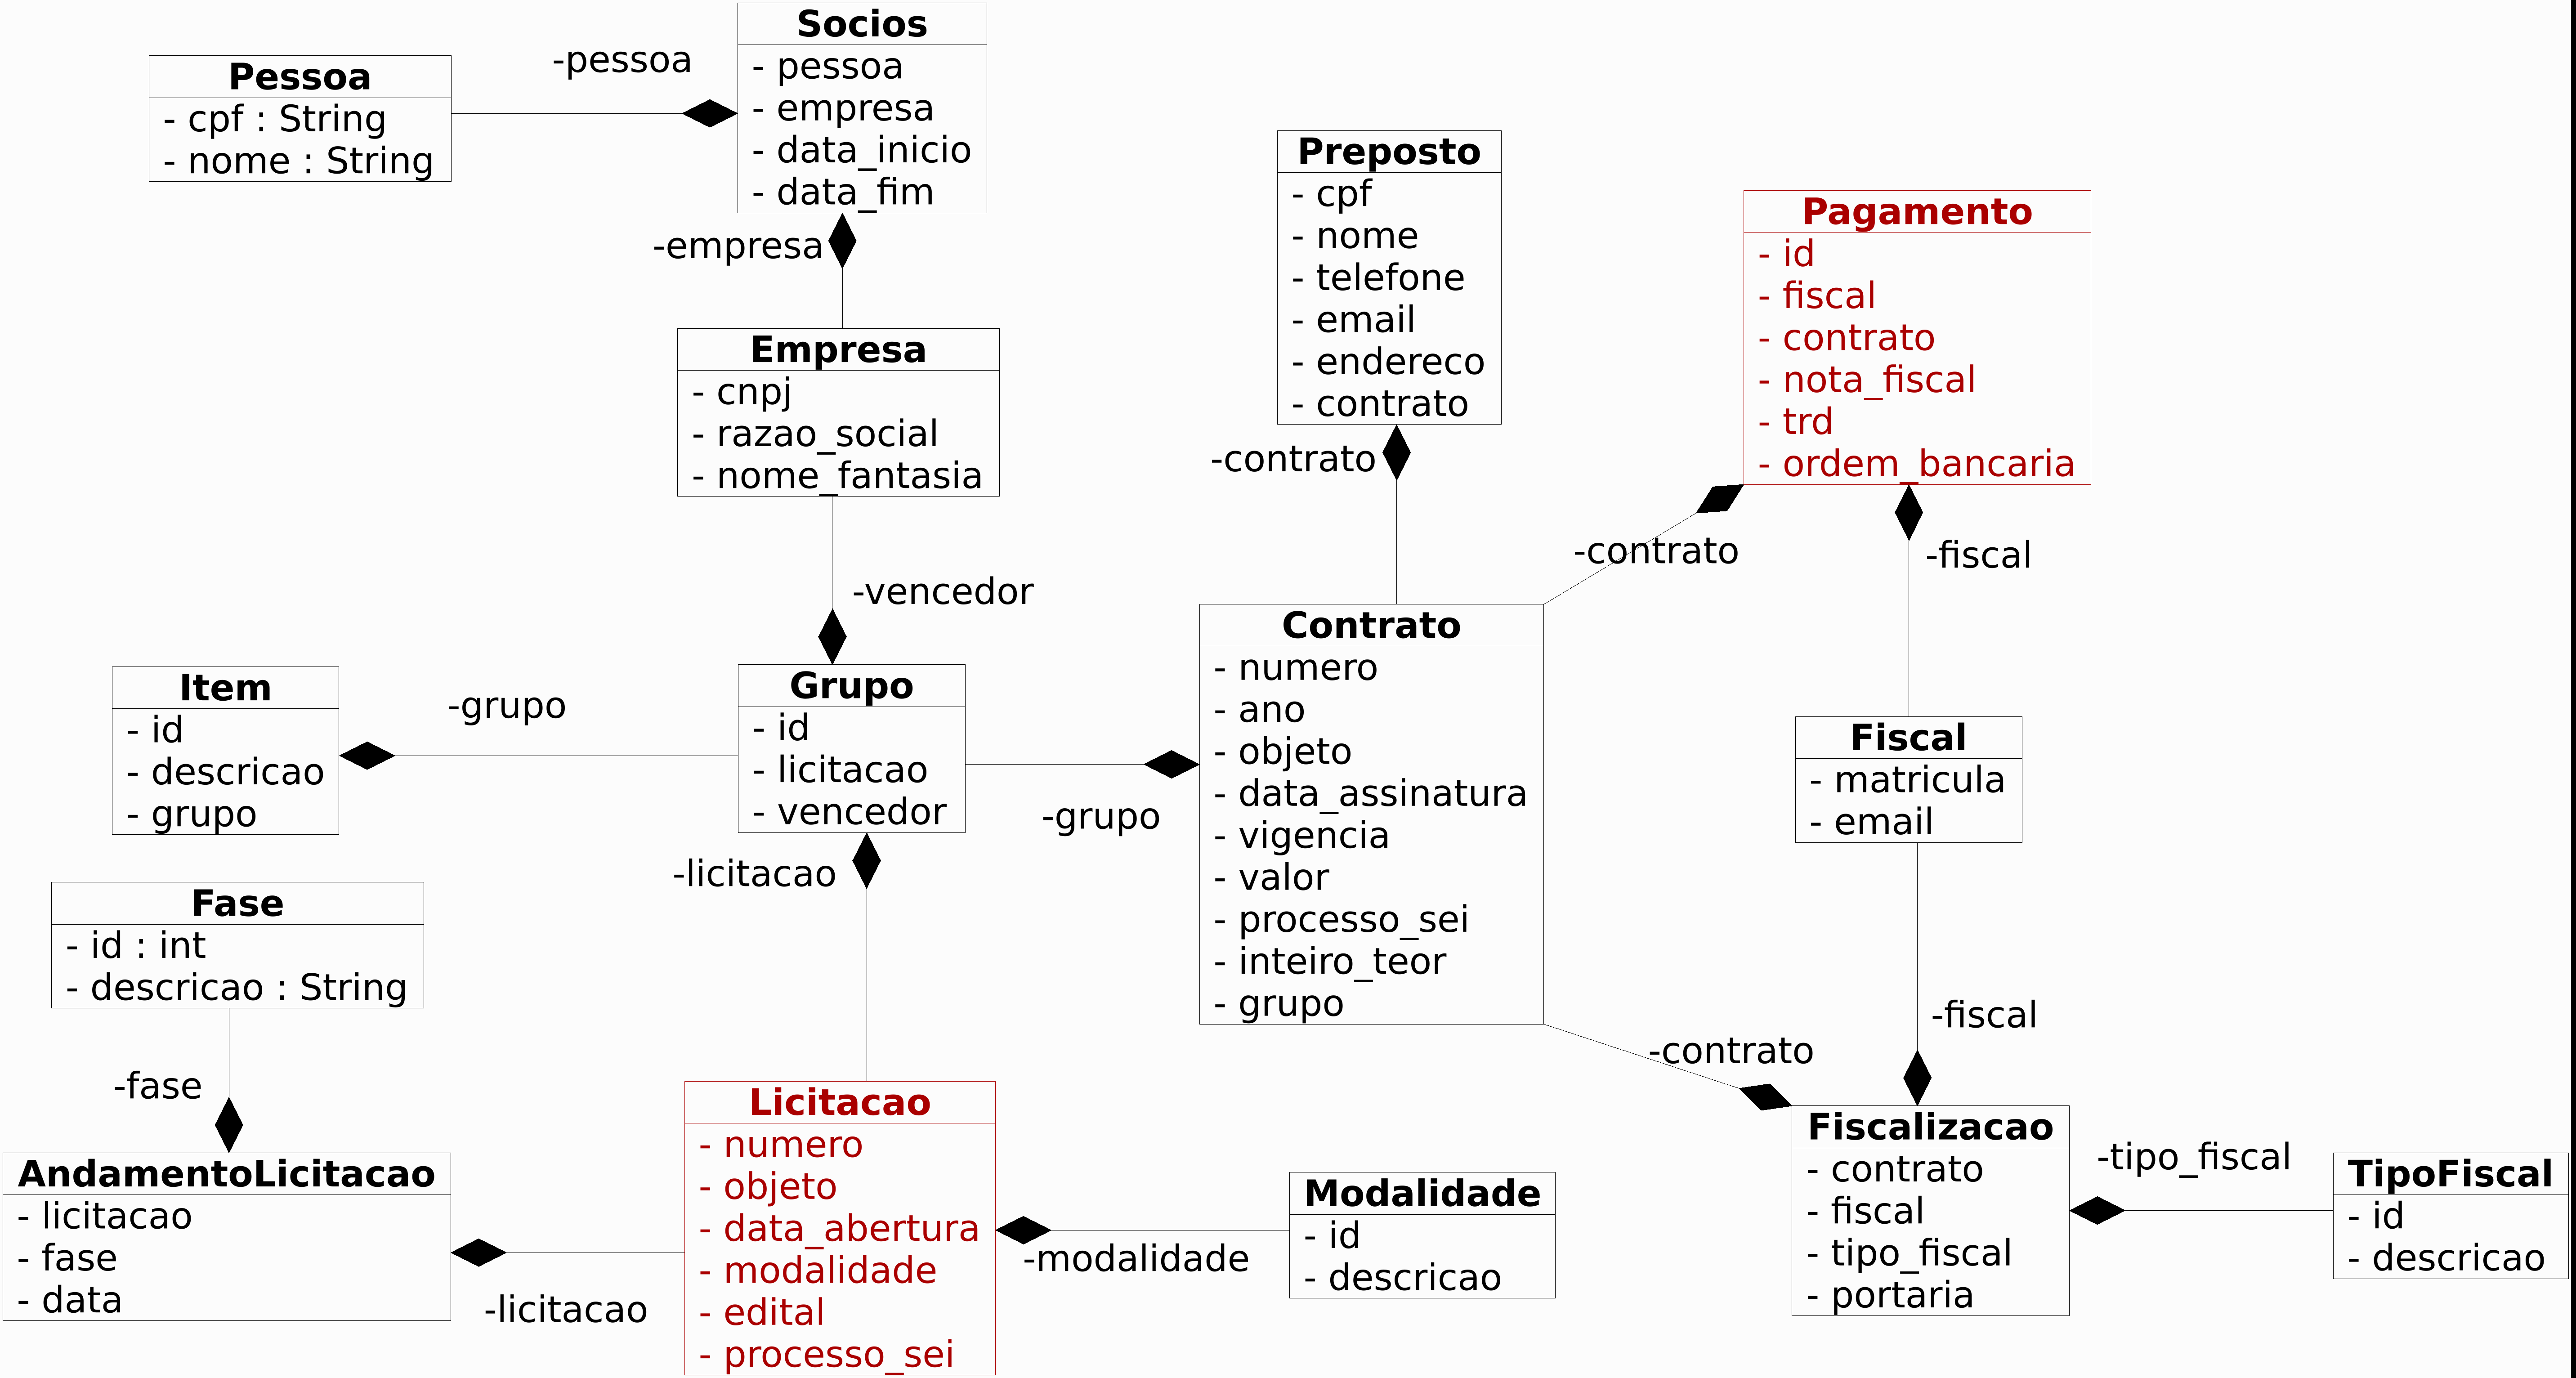 Socios
- pessoa
- empresa
- data_inicio
- data_fim
-pessoa
Pessoa
- cpf : String
- nome : String
-empresa
Empresa
- cnpj
- razao_social
- nome_fantasia
-vencedor
Preposto
- cpf
- nome
- telefone
- email
- endereco
- contrato
-contrato
Pagamento
- id
- fiscal
- contrato
- nota_fiscal
- trd
- ordem_bancaria
-contrato
-fiscal
Item
- id
- descricao
- grupo
-grupo
Grupo
- id
- licitacao
- vencedor
-grupo
-licitacao
Contrato
- numero
- ano
- objeto
- data_assinatura
- vigencia
- valor
- processo_sei
- inteiro_teor
- grupo
Fiscal
- matricula
- email
-fiscal
-contrato
Fase
- id : int
- descricao : String
-fase
AndamentoLicitacao
- licitacao
- fase
- data
-licitacao
Licitacao
- numero
- objeto
- data_abertura
- modalidade
- edital
- processo_sei
-modalidade
Modalidade
- id
- descricao
Fiscalizacao
- contrato
- fiscal
- tipo_fiscal
- portaria
-tipo_fiscal
TipoFiscal
- id
- descricao